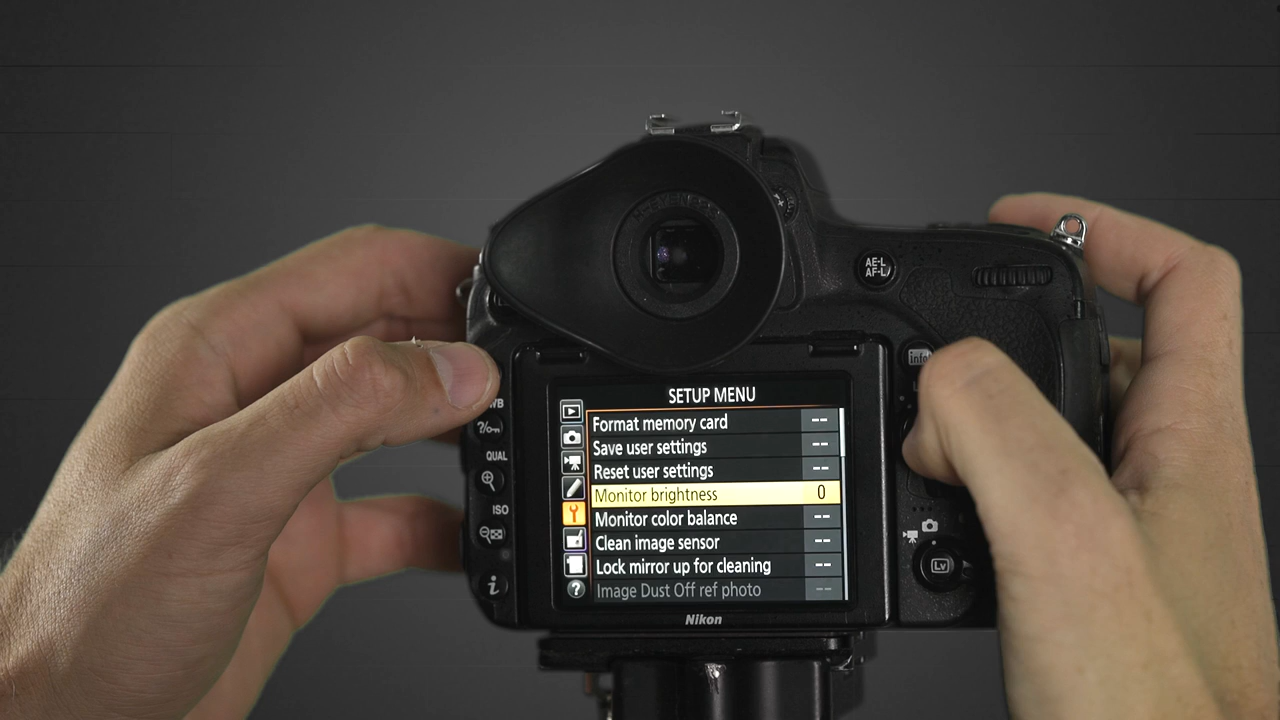 AE-L
AF-L
info
WB
?/
QUAL
ISO
i
SETUP MENU
Format memory card --
Save user settings --
Reset user settings --
Monitor brightness 0
Monitor color balance --
Clean image sensor --
Lock mirror up for cleaning --
Image Dust Off ref photo --
?
Lv
Nikon